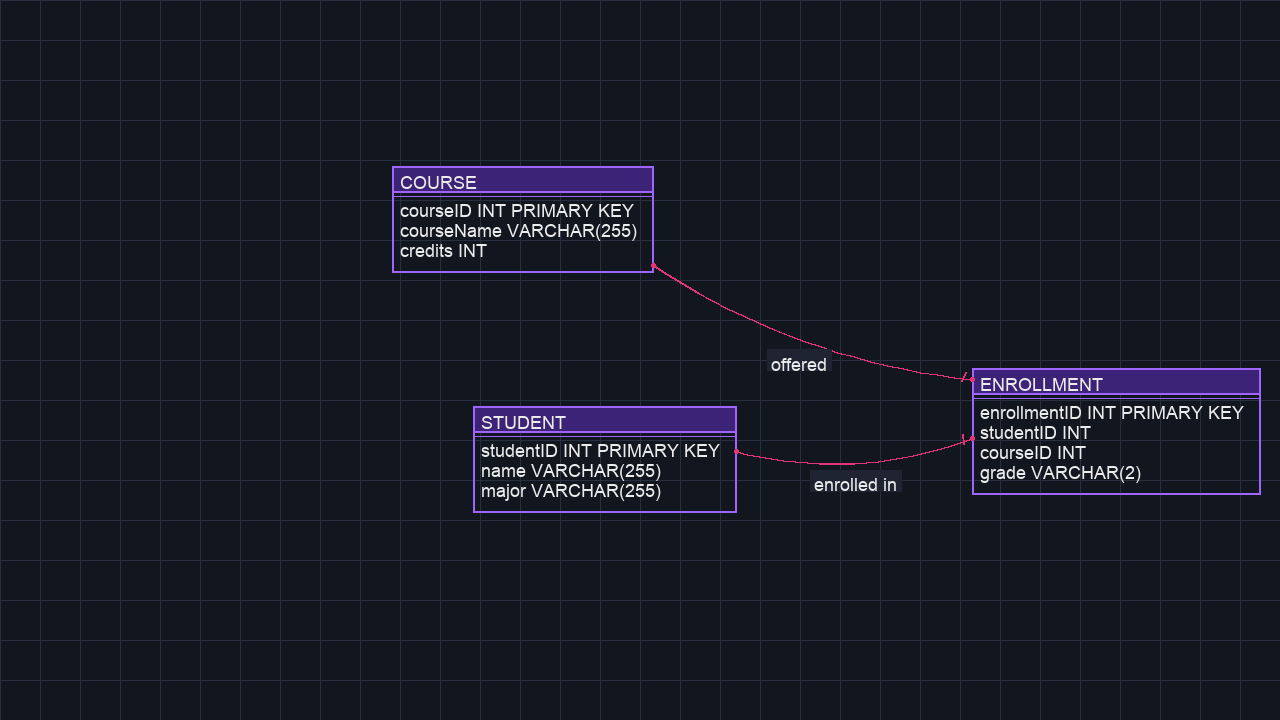 COURSE
courseID INT PRIMARY KEY
courseName VARCHAR(255)
credits INT
offered
STUDENT
studentID INT PRIMARY KEY
name VARCHAR(255)
major VARCHAR(255)
enrolled in
ENROLLMENT
enrollmentID INT PRIMARY KEY
studentID INT
courseID INT
grade VARCHAR(2)